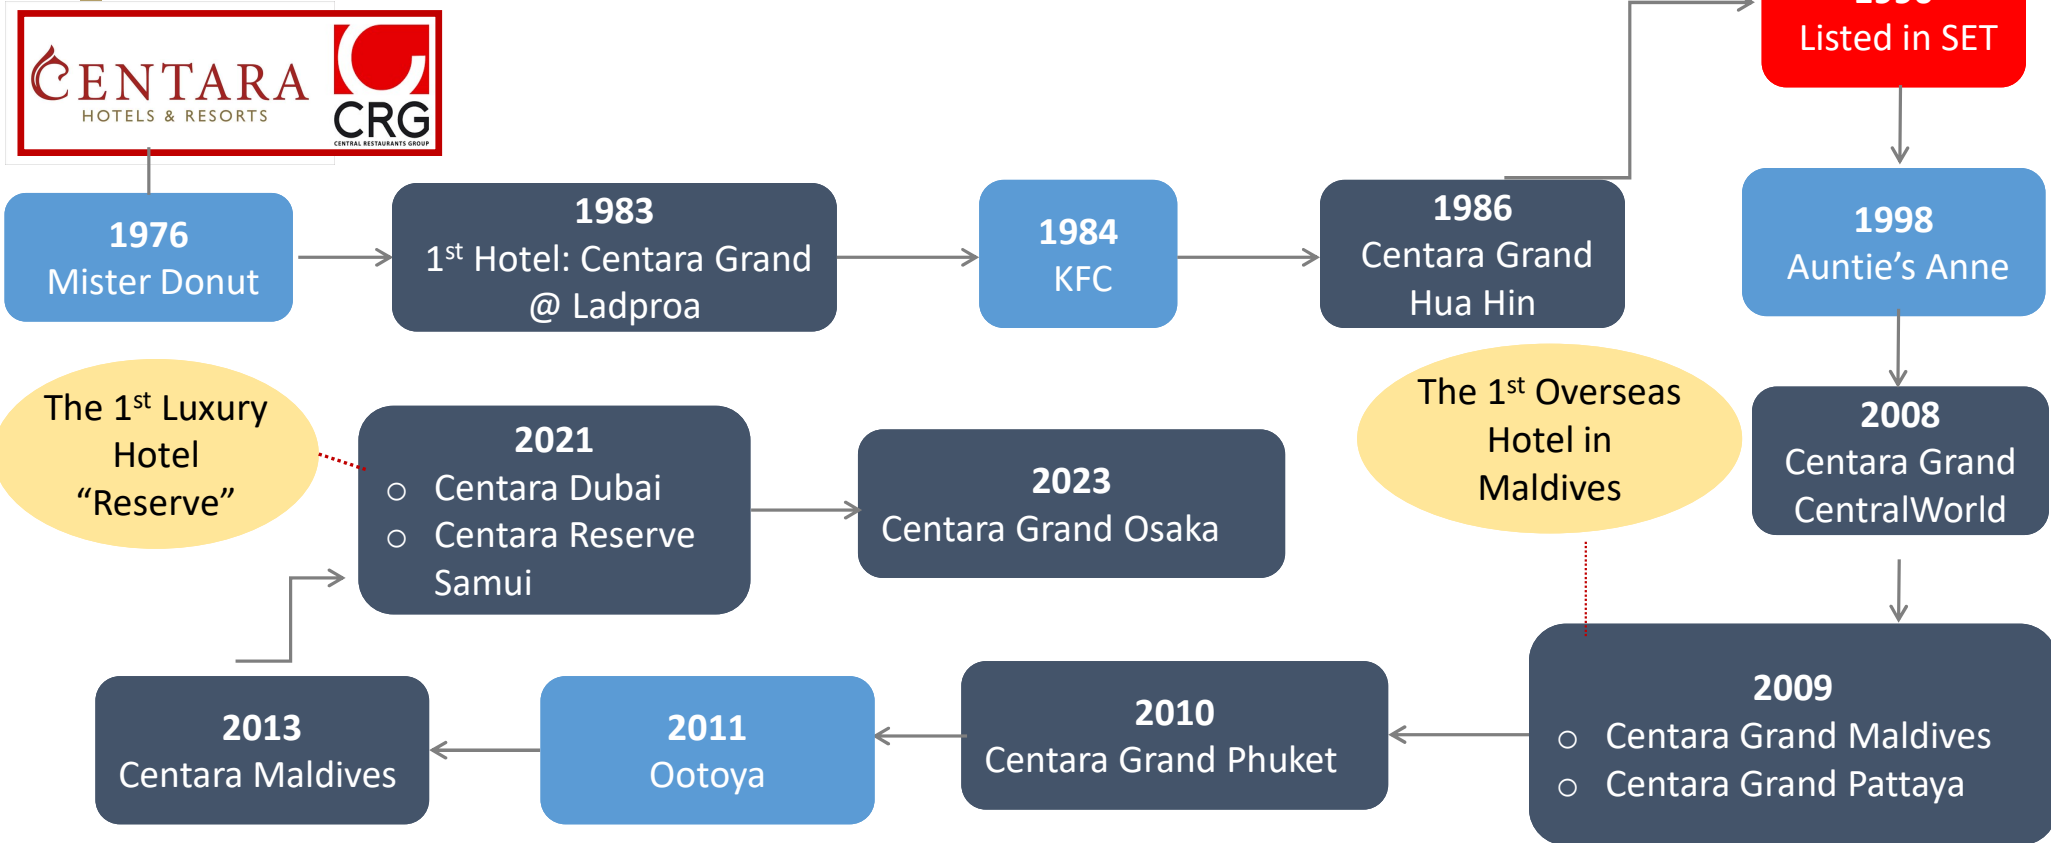 CENTARA
HOTELS & RESORTS
CRG
CENTRAL RESTAURANTS GROUP
Listed in SET
1976
Mister Donut
1983
1st Hotel: Centara Grand
@ Ladproa
1984
KFC
1986
Centara Grand
Hua Hin
1998
Auntie’s Anne
The 1st Luxury
Hotel
“Reserve”
2021
○ Centara Dubai
○ Centara Reserve
Samui
2023
Centara Grand Osaka
The 1st Overseas
Hotel in
Maldives
2008
Centara Grand
CentralWorld
2013
Centara Maldives
2011
Ootoya
2010
Centara Grand Phuket
2009
○ Centara Grand Maldives
○ Centara Grand Pattaya